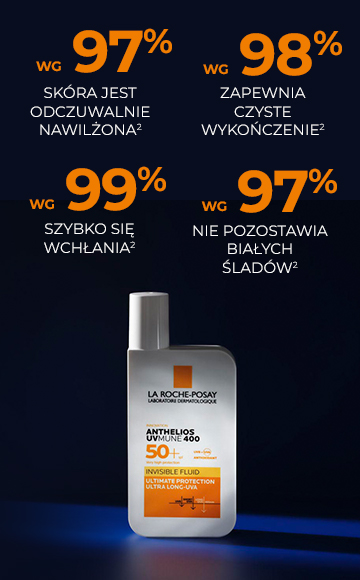 WG 97%
SKÓRA JEST
ODCZUWALNIE
NAWILŻONA²
WG 98%
ZAPEWNIA
CZYSTE
WYKOŃCZENIE²
WG 99%
SZYBKO SIĘ
WCHŁANIA²
WG 97%
NIE POZOSTAWIA
BIAŁYCH
ŚLADÓW²
LA ROCHE-POSAY
LABORATOIRE DERMATOLOGIQUE
ANTHELIOS
UVMUNE 400
50+
INVISIBLE FLUID
ULTIMATE PROTECTION
ULTRA LONG-UVA